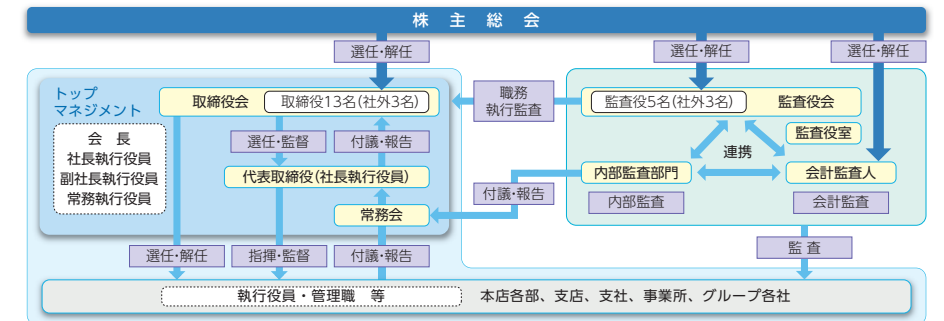 株主総会
選任・解任
選任・解任
選任・解任
トップ
マネジメント
会長
社長執行役員
副社長執行役員
常務執行役員
取締役会
取締役13名(社外3名)
選任・監督
付議・報告
代表取締役(社長執行役員)
常務会
職務
執行監査
監査役5名(社外3名)
監査役会
監査役室
連携
内部監査部門
会計監査人
内部監査
会計監査
付議・報告
選任・解任
指揮・監督
付議・報告
監査
執行役員・管理職 等
本店各部、支店、支社、事業所、グループ各社